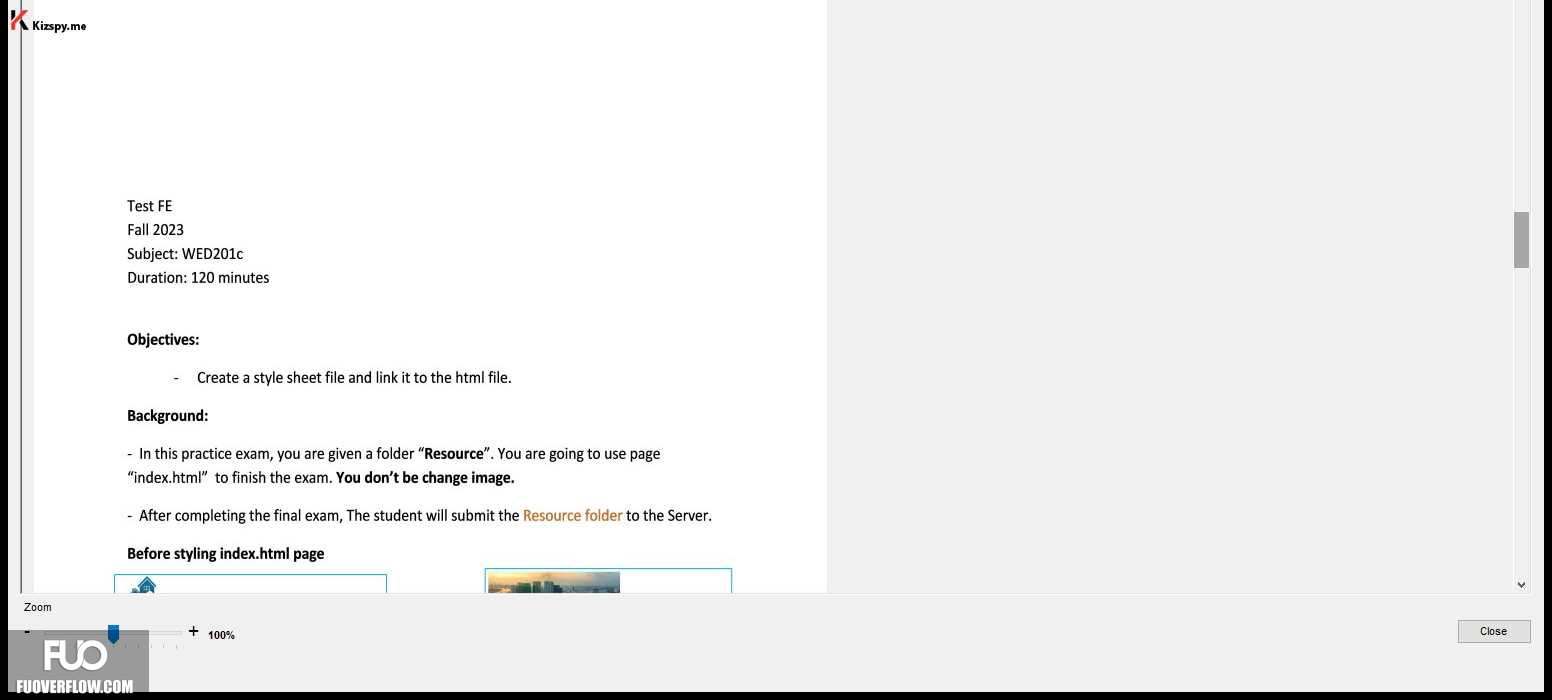 Kizspy.me
Test FE
Fall 2023
Subject: WED201c
Duration: 120 minutes
Objectives:
- Create a style sheet file and link it to the html file.
Background:
- In this practice exam, you are given a folder “Resource”. You are going to use page
“index.html” to finish the exam. You don’t be change image.
- After completing the final exam, The student will submit the Resource folder to the Server.
Before styling index.html page
Zoom
- + 100%
Close
FUO
FUOVERFLOW.COM